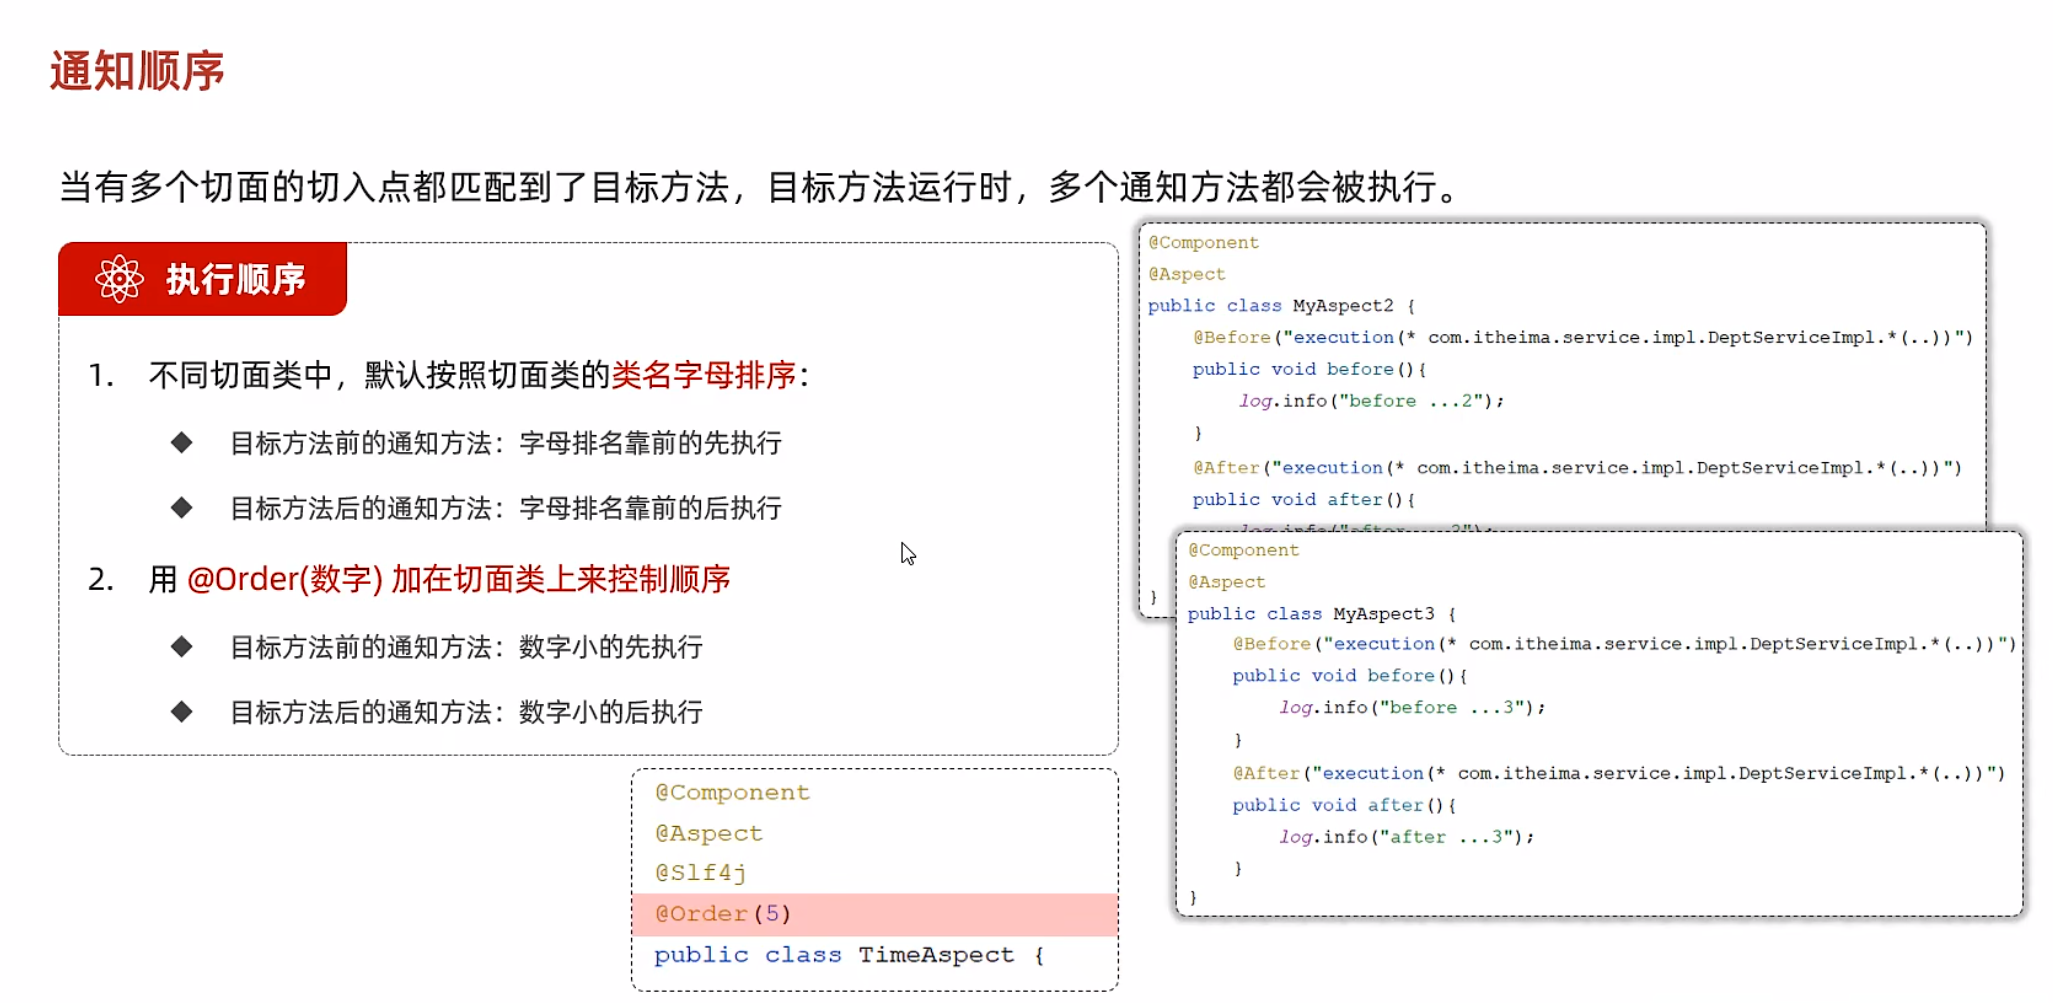 通知顺序
当有多个切面的切入点都匹配到了目标方法，目标方法运行时，多个通知方法都会被执行。
执行顺序
1. 不同切面类中，默认按照切面类的类名字母排序：
目标方法前的通知方法：字母排名靠前的先执行
目标方法后的通知方法：字母排名靠前的后执行
2. 用 @Order(数字) 加在切面类上来控制顺序
目标方法前的通知方法：数字小的先执行
目标方法后的通知方法：数字小的后执行
@Component
@Aspect
@Slf4j
@Order(5)
public class TimeAspect {
@Component
@Aspect
public class MyAspect2 {
@Before("execution(* com.itheima.service.impl.DeptServiceImpl.*(..))")
public void before(){
log.info("before ...2");
}
@After("execution(* com.itheima.service.impl.DeptServiceImpl.*(..))")
public void after(){
log.info("after ...2");
}
@Component
@Aspect
public class MyAspect3 {
@Before("execution(* com.itheima.service.impl.DeptServiceImpl.*(..))")
public void before(){
log.info("before ...3");
}
@After("execution(* com.itheima.service.impl.DeptServiceImpl.*(..))")
public void after(){
log.info("after ...3");
}
}